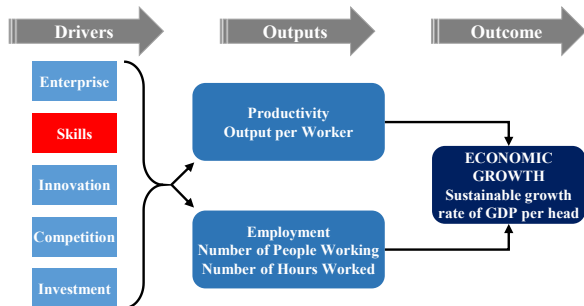 Drivers
Outputs
Outcome
Enterprise
Skills
Innovation
Competition
Investment
Productivity
Output per Worker
Employment
Number of People Working
Number of Hours Worked
ECONOMIC
GROWTH
Sustainable growth
rate of GDP per head